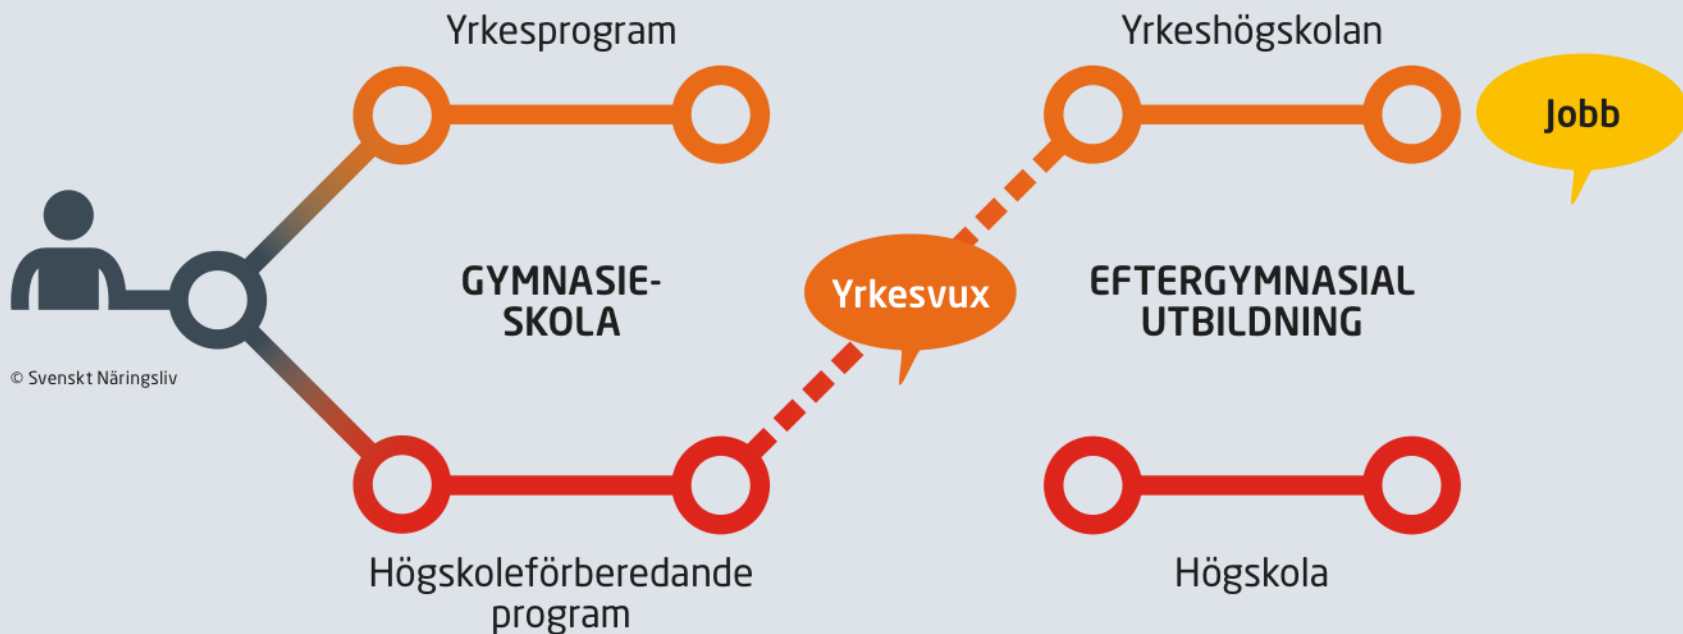 Yrkesprogram
Yrkeshögskolan
Jobb
GYMNASIE-
SKOLA
Yrkesvux
EFTERGYMNASIAL
UTBILDNING
© Svenskt Näringsliv
Högskoleförberedande
program
Högskola